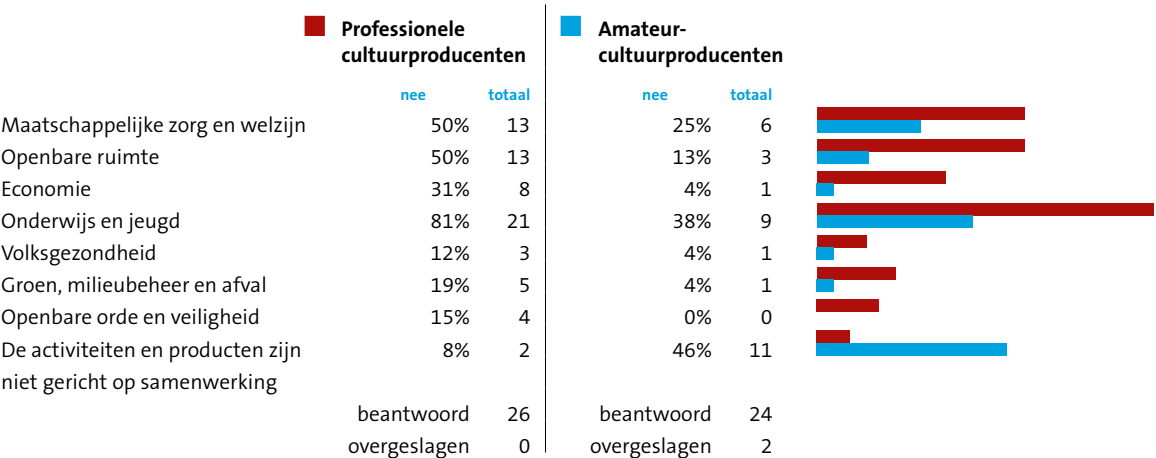 Professionele Amateur-
cultuurproducenten cultuurproducenten
nee totaal nee totaal
Maatschappelijke zorg en welzijn 50% 13 25% 6
Openbare ruimte 50% 13 13% 3
Economie 31% 8 4% 1
Onderwijs en jeugd 81% 21 38% 9
Volksgezondheid 12% 3 4% 1
Groen, milieubeheer en afval 19% 5 4% 1
Openbare orde en veiligheid 15% 4 0% 0
De activiteiten en producten zijn 8% 2 46% 11
niet gericht op samenwerking
beantwoord 26 beantwoord 24
overgeslagen 0 overgeslagen 2